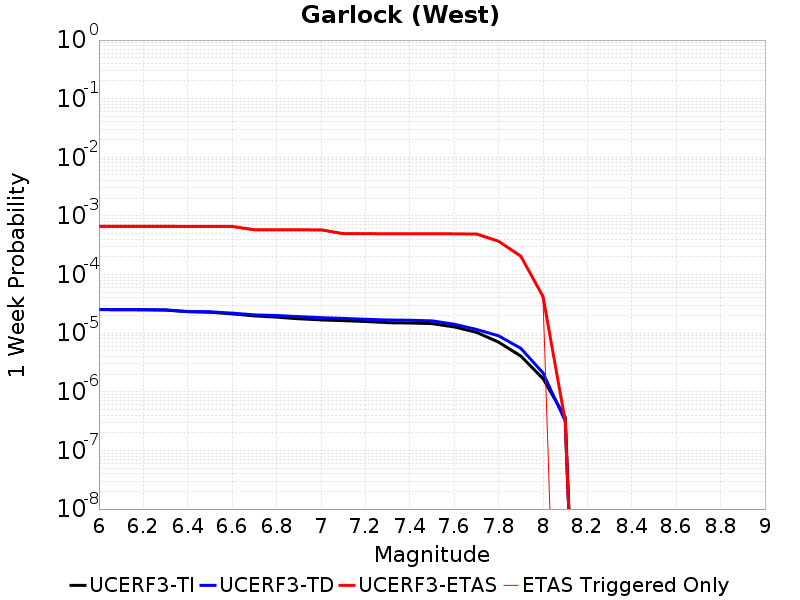 Garlock (West)
1 Week Probability
10^0
10^-1
10^-2
10^-3
10^-4
10^-5
10^-6
10^-7
10^-8
6 6.2 6.4 6.6 6.8 7 7.2 7.4 7.6 7.8 8 8.2 8.4 8.6 8.8 9
Magnitude
UCERF3-TI UCERF3-TD UCERF3-ETAS ETAS Triggered Only